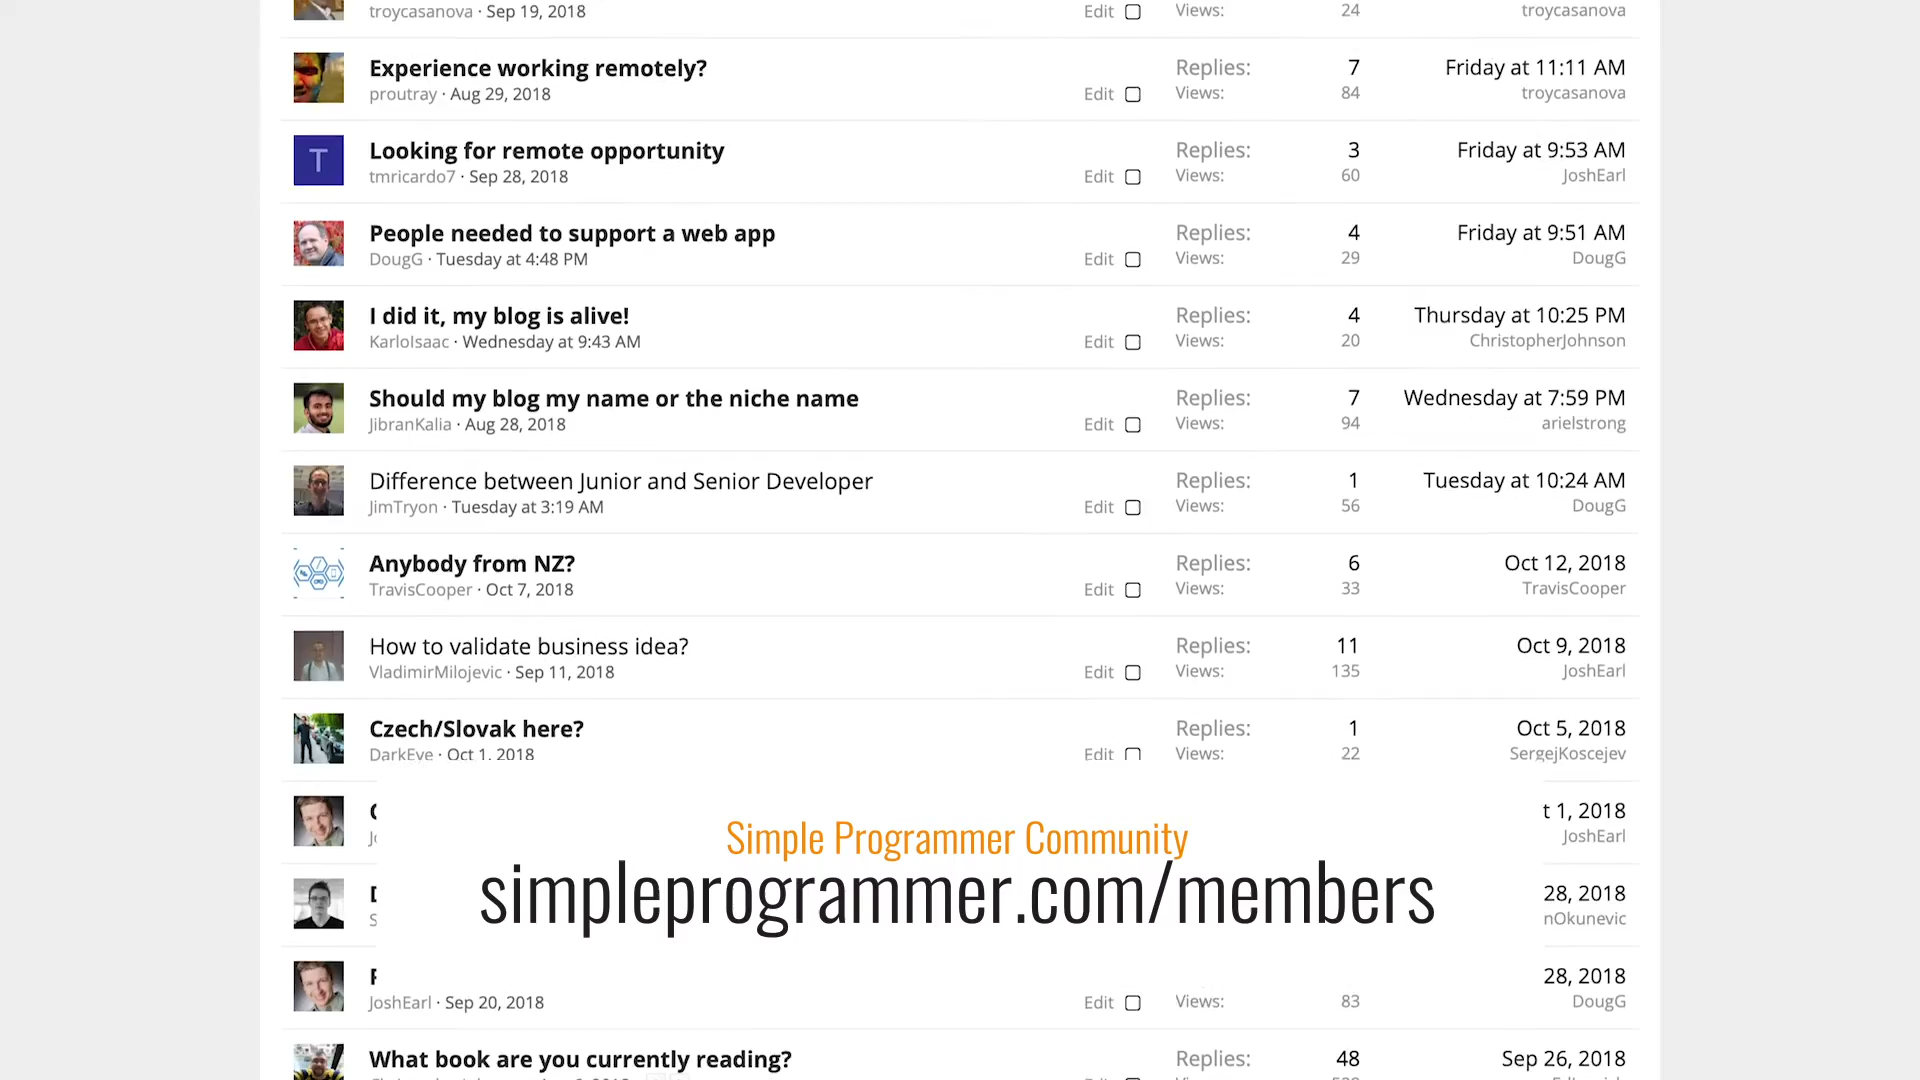 troycasanova · Sep 19, 2018 Edit Views: 24 troycasanova
Experience working remotely? Replies: 7 Friday at 11:11 AM
proutray · Aug 29, 2018 Edit Views: 84 troycasanova
T
Looking for remote opportunity Replies: 3 Friday at 9:53 AM
tmricardo7 · Sep 28, 2018 Edit Views: 60 JoshEarl
People needed to support a web app Replies: 4 Friday at 9:51 AM
DougG · Tuesday at 4:48 PM Edit Views: 29 DougG
I did it, my blog is alive! Replies: 4 Thursday at 10:25 PM
KarloIsaac · Wednesday at 9:43 AM Edit Views: 20 ChristopherJohnson
Should my blog my name or the niche name Replies: 7 Wednesday at 7:59 PM
JibranKalia · Aug 28, 2018 Edit Views: 94 arielstrong
Difference between Junior and Senior Developer Replies: 1 Tuesday at 10:24 AM
JimTryon · Tuesday at 3:19 AM Edit Views: 56 DougG
Anybody from NZ? Replies: 6 Oct 12, 2018
TravisCooper · Oct 7, 2018 Edit Views: 33 TravisCooper
How to validate business idea? Replies: 11 Oct 9, 2018
VladimirMilojevic · Sep 11, 2018 Edit Views: 135 JoshEarl
Czech/Slovak here? Replies: 1 Oct 5, 2018
DarkEye · Oct 1, 2018 Edit Views: 22 SergejKoscejev
t 1, 2018
JoshEarl
Simple Programmer Community
simpleprogrammer.com/members
28, 2018
nOkunevic
28, 2018
JoshEarl · Sep 20, 2018 Edit Views: 83 DougG
What book are you currently reading? Replies: 48 Sep 26, 2018